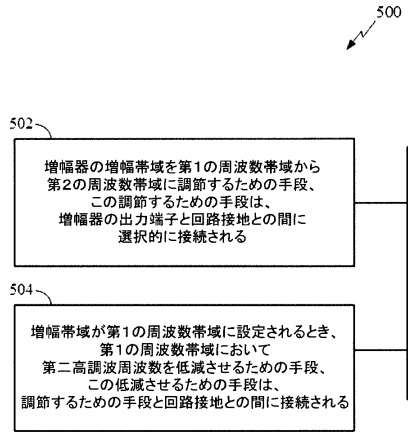 500
502
増幅器の増幅帯域を第1の周波数帯域から
第2の周波数帯域に調節するための手段、
この調節するための手段は、
増幅器の出力端子と回路接地との間に
選択的に接続される
504
増幅帯域が第1の周波数帯域に設定されるとき、
第1の周波数帯域において
第二高調波周波数を低減させるための手段、
この低減させるための手段は、
調節するための手段と回路接地との間に接続される